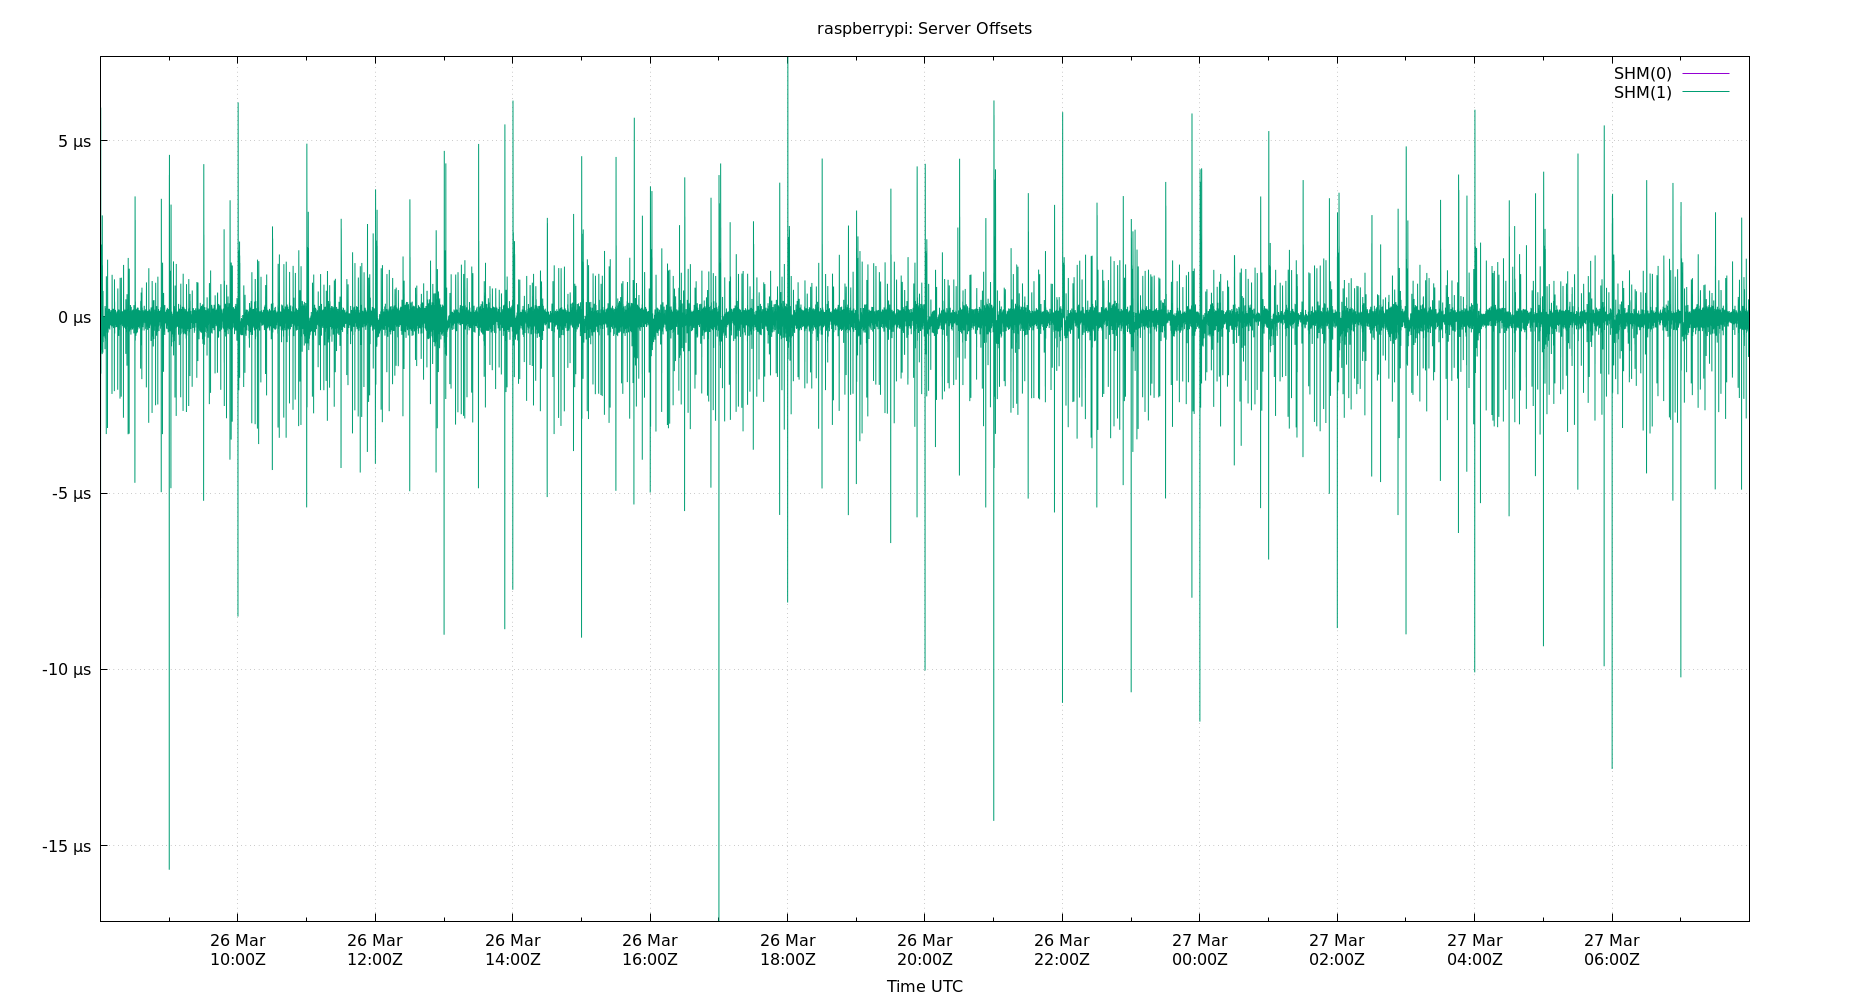 raspberrypi: Server Offsets
SHM(0)
SHM(1)
5 µs
0 µs
-5 µs
-10 µs
-15 µs
26 Mar 26 Mar 26 Mar 26 Mar 26 Mar 26 Mar 26 Mar 27 Mar 27 Mar 27 Mar 27 Mar
10:00Z 12:00Z 14:00Z 16:00Z 18:00Z 20:00Z 22:00Z 00:00Z 02:00Z 04:00Z 06:00Z
Time UTC